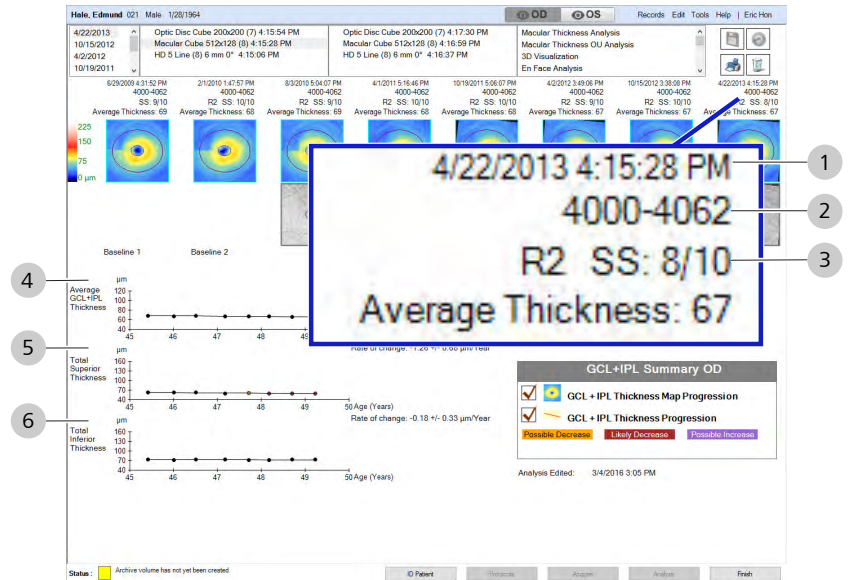 Hale, Edmund 021 Male 1/28/1964
OD OS
Records Edit Tools Help | Eric Hon
4/22/2013
10/15/2012
4/2/2012
10/19/2011
Optic Disc Cube 200x200 (7) 4:15:54 PM
Macular Cube 512x128 (8) 4:15:28 PM
HD 5 Line (8) 6 mm 0° 4:15:06 PM
Optic Disc Cube 200x200 (7) 4:17:30 PM
Macular Cube 512x128 (8) 4:16:59 PM
HD 5 Line (8) 6 mm 0° 4:16:37 PM
Macular Thickness Analysis
Macular Thickness OU Analysis
3D Visualization
En Face Analysis
6/29/2009 4:31:52 PM
4000-4062
SS: 9/10
Average Thickness: 69
2/1/2010 1:47:57 PM
4000-4062
R2 SS: 10/10
Average Thickness: 68
8/3/2010 5:04:07 PM
4000-4062
R2 SS: 9/10
Average Thickness: 69
4/1/2011 5:16:46 PM
4000-4062
R2 SS: 10/10
Average Thickness: 68
10/19/2011 5:06:07 PM
4000-4062
R2 SS: 10/10
Average Thickness: 68
4/2/2012 3:49:06 PM
4000-4062
R2 SS: 9/10
Average Thickness: 67
10/15/2012 3:38:08 PM
4000-4062
R2 SS: 10/10
Average Thickness: 67
4/22/2013 4:15:28 PM
4000-4062
R2 SS: 8/10
Average Thickness: 67
225
150
75
0 µm
4/22/2013 4:15:28 PM
4000-4062
R2 SS: 8/10
Average Thickness: 67
1
2
3
Baseline 1
Baseline 2
4
Average
GCL+IPL
Thickness
µm
120
100
80
60
40
45 46 47 48 49
Rate of change: -1.26 +/- 0.68 µm/Year
5
Total
Superior
Thickness
µm
160
130
100
70
40
45 46 47 48 49 50 Age (Years)
Rate of change: -0.18 +/- 0.33 µm/Year
6
Total
Inferior
Thickness
µm
160
130
100
70
40
45 46 47 48 49 50 Age (Years)
GCL+IPL Summary OD
GCL + IPL Thickness Map Progression
GCL + IPL Thickness Progression
Possible Decrease
Likely Decrease
Possible Increase
Analysis Edited: 3/4/2016 3:05 PM
Status :
Archive volume has not yet been created
ID Patient
Protocols
Acquire
Analysis
Finish